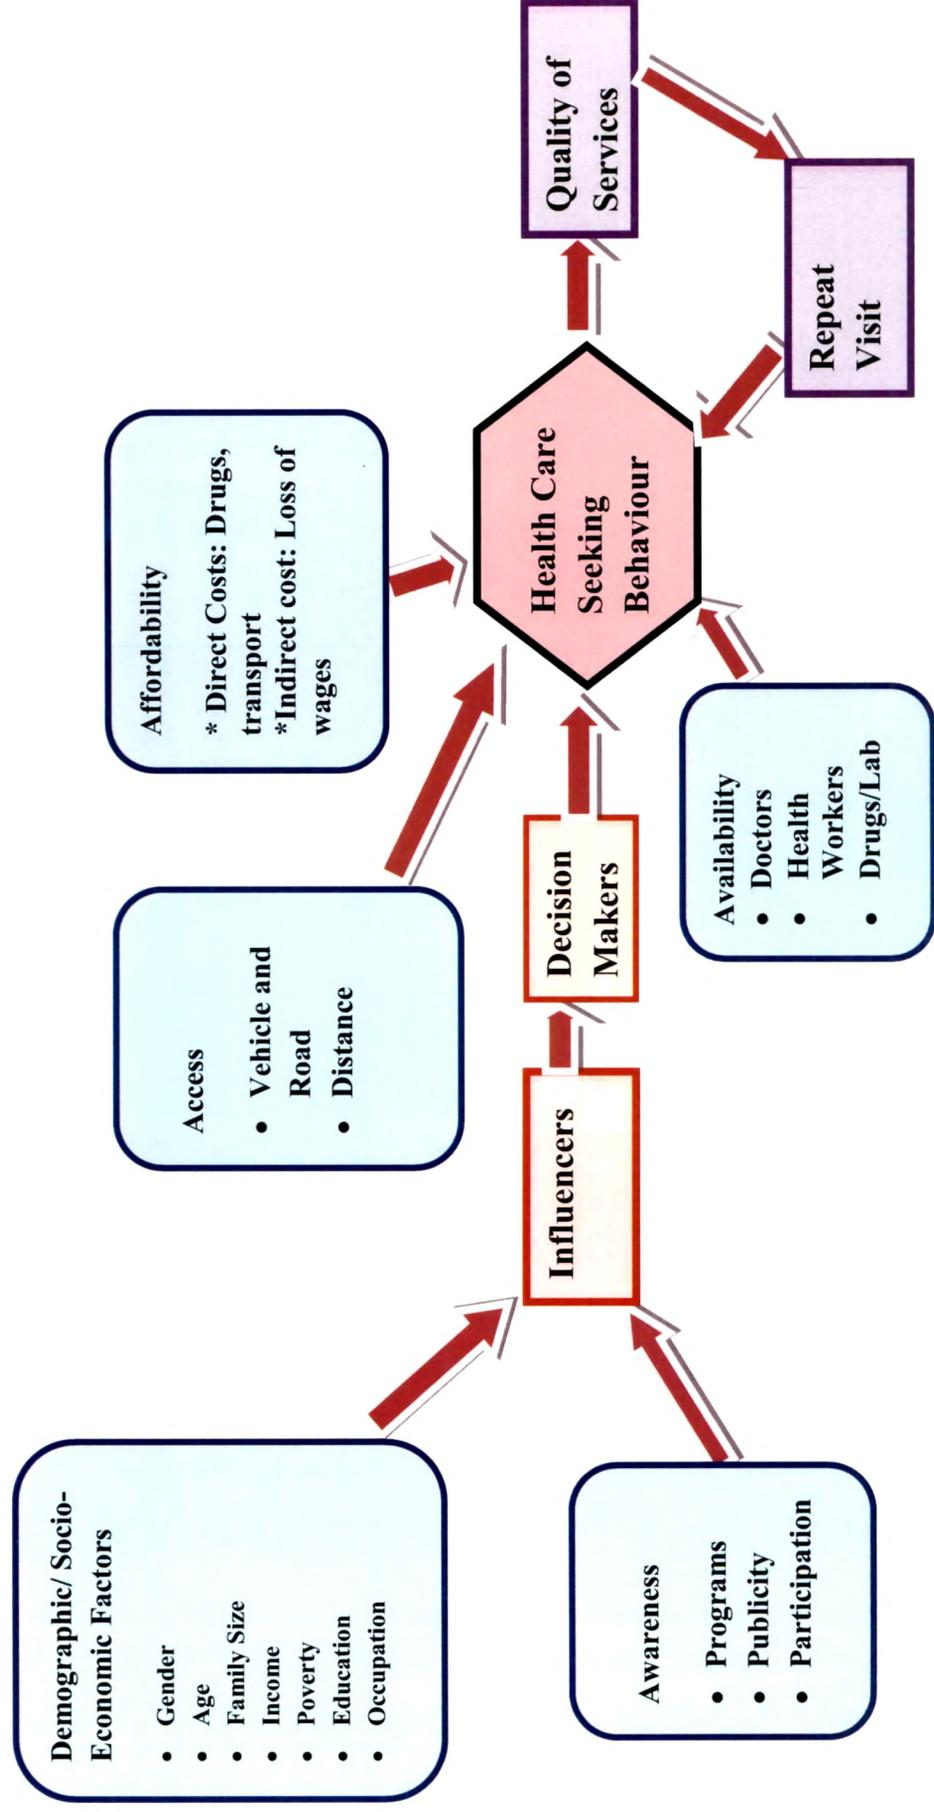 Demographic/ Socio-
Economic Factors
• Gender
• Age
• Family Size
• Income
• Poverty
• Education
• Occupation
Awareness
• Programs
• Publicity
• Participation
Influencers
Access
• Vehicle and
Road
• Distance
Decision
Makers
Affordability
* Direct Costs: Drugs,
transport
*Indirect cost: Loss of
wages
Availability
• Doctors
• Health
Workers
• Drugs/Lab
Health Care
Seeking
Behaviour
Quality of
Services
Repeat
Visit